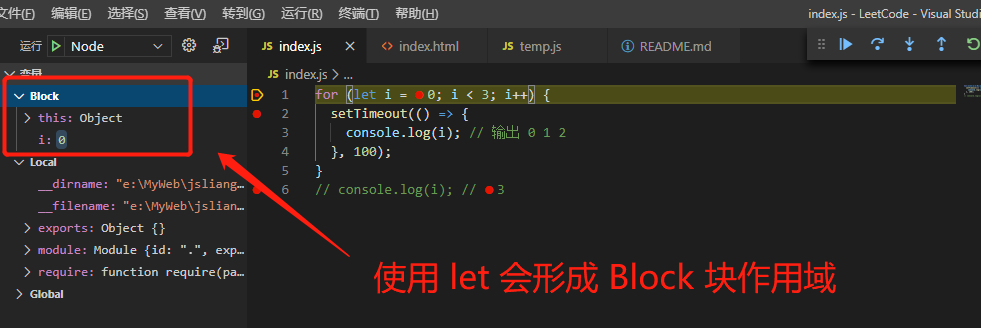 文件(F) 编辑(E) 选择(S) 查看(V) 转到(G) 运行(R) 终端(T) 帮助(H) index.js - LeetCode - Visual Studi
运行 Node
JS index.js × <> index.html JS temp.js README.md
变量
JS index.js > ...
Block
this: Object
i: 0
Local
__dirname: "e:\MyWeb\jsliang…
__filename: "e:\MyWeb\jslian…
exports: Object {}
module: Module {id: ".", exp…
require: function require(pa…
Global
1 for (let i = 0; i < 3; i++) {
2 setTimeout(() => {
3 console.log(i); // 输出 0 1 2
4 }, 100);
5 }
6 // console.log(i); // 3
使用 let 会形成 Block 块作用域